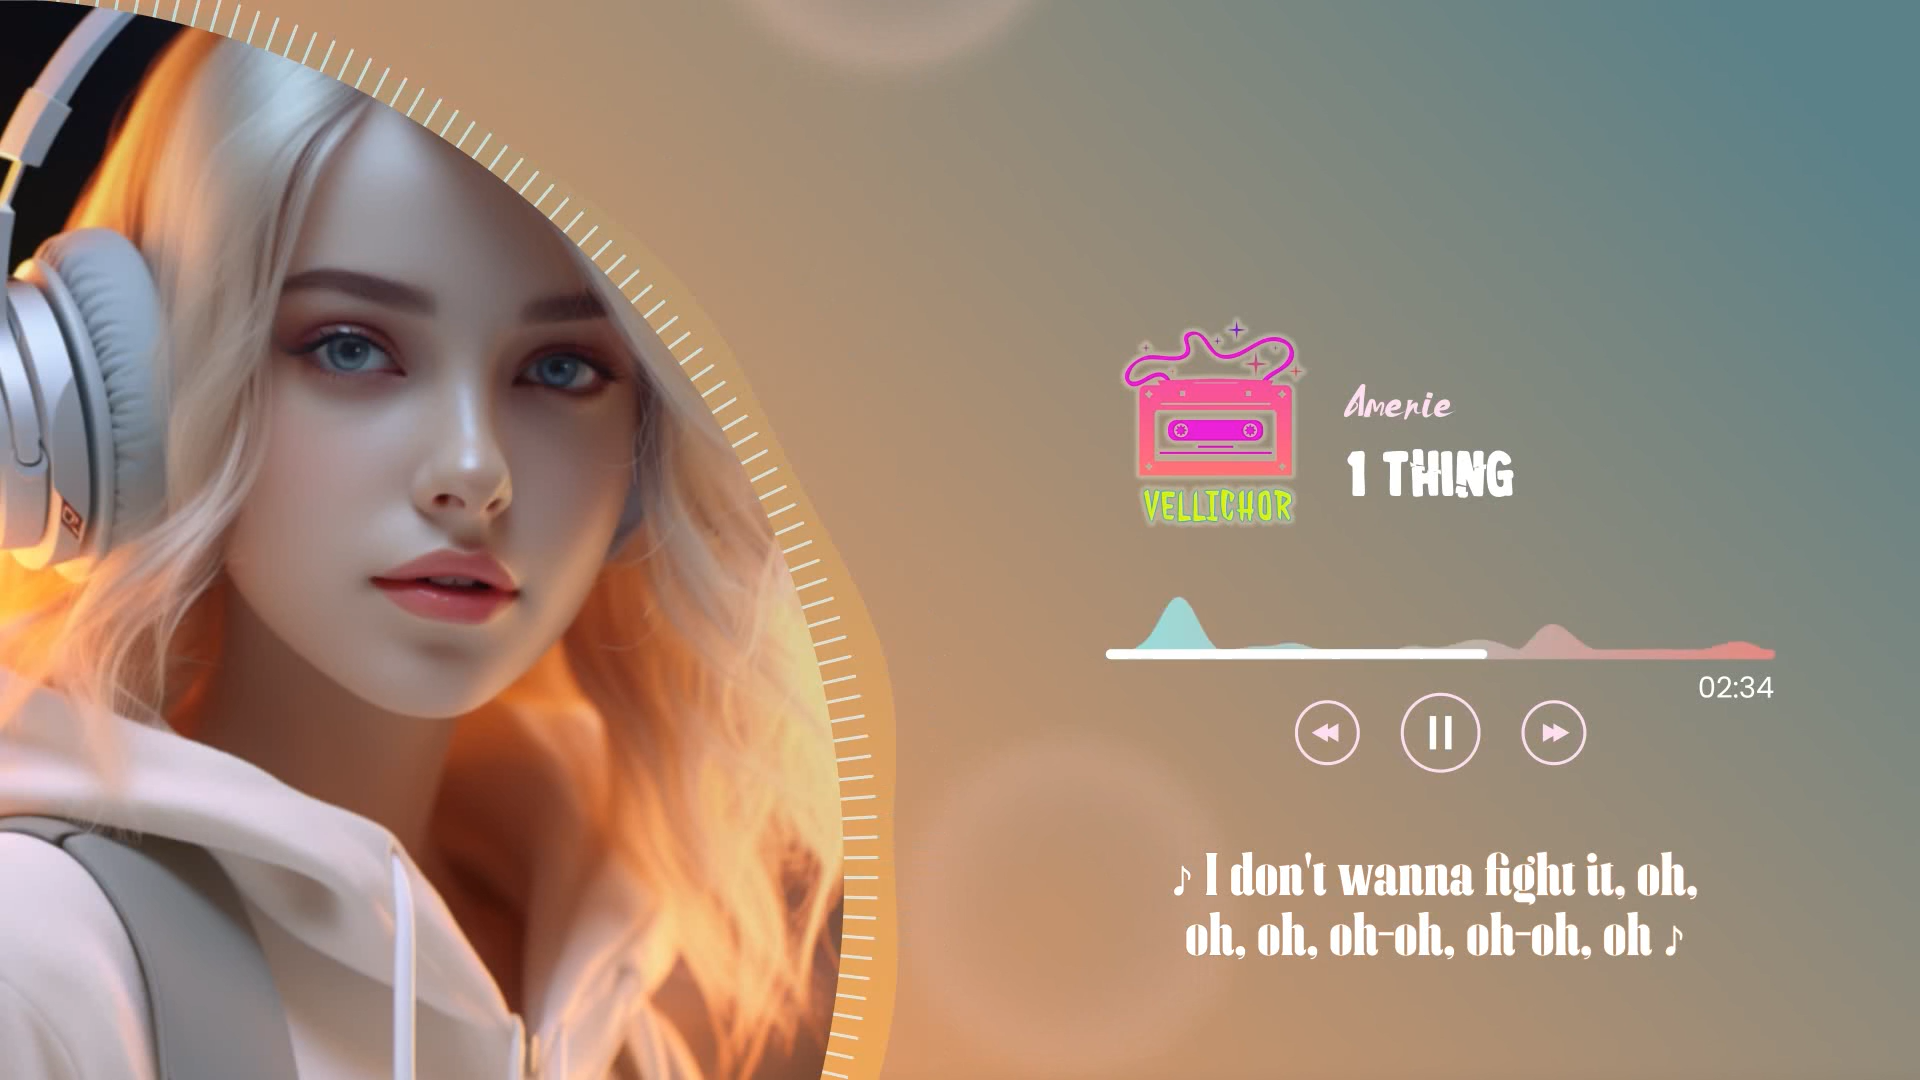 Amerie
1 THING
VELLICHOR
02:34
♪ I don't wanna fight it, oh,
oh, oh, oh-oh, oh-oh, oh ♪